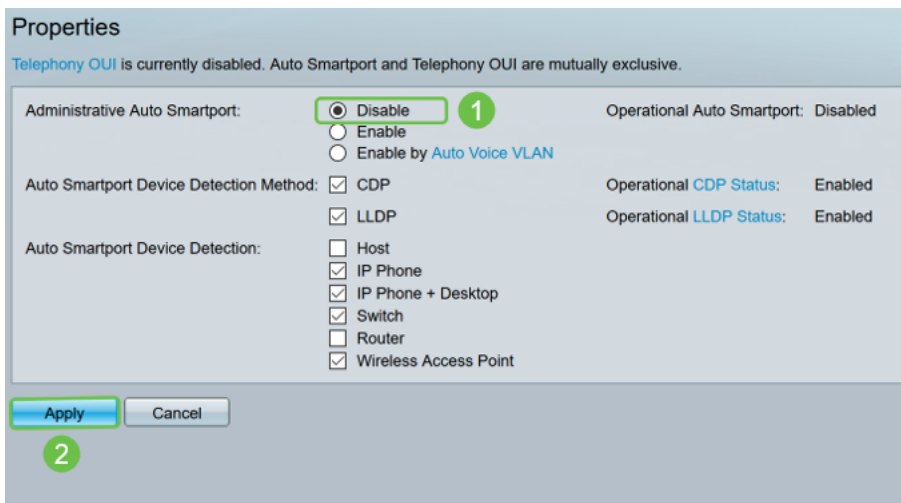 Properties
Telephony OUI is currently disabled. Auto Smartport and Telephony OUI are mutually exclusive.
Administrative Auto Smartport: Disable 1 Operational Auto Smartport: Disabled
Enable
Enable by Auto Voice VLAN
Auto Smartport Device Detection Method: CDP Operational CDP Status: Enabled
LLDP Operational LLDP Status: Enabled
Auto Smartport Device Detection: Host
IP Phone
IP Phone + Desktop
Switch
Router
Wireless Access Point
Apply Cancel
2